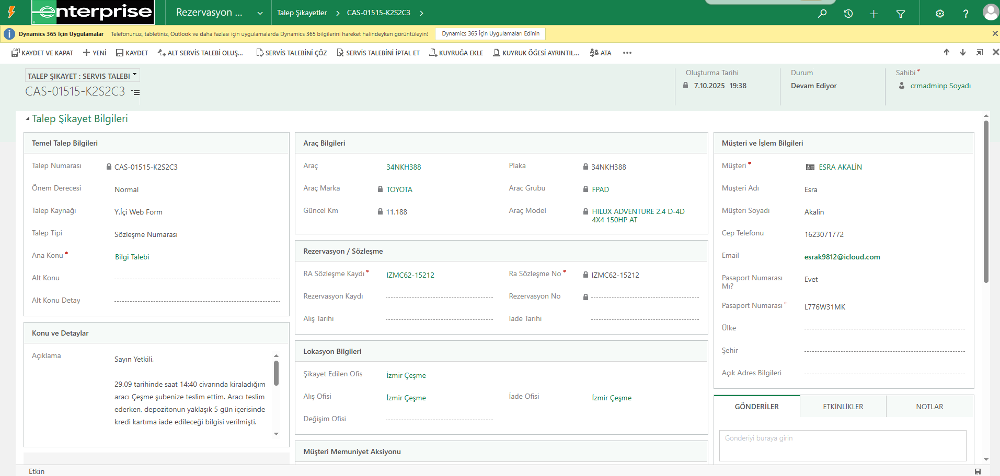 enterprise
Rezervasyon ...
Talep Şikayetler
CAS-01515-K2S2C3
Dynamics 365 İçin Uygulamalar Telefonunuz, tabletiniz, Outlook ve daha fazlası için uygulamalarda Dynamics 365 bilgilerini hareket halindeyken görüntüleyin! Dynamics 365 İçin Uygulamaları Edinin
KAYDET VE KAPAT YENİ KAYDET ALT SERVİS TALEBİ OLUŞ... SERVİS TALEBİNİ ÇÖZ SERVİS TALEBİNİ İPTAL ET KUYRUĞA EKLE KUYRUK ÖĞESİ AYRINTIL... ATA ...
TALEP ŞIKAYET : SERVIS TALEBI
CAS-01515-K2S2C3
Oluşturma Tarihi
7.10.2025 19:38
Durum
Devam Ediyor
Sahibi*
crmadminp Soyadı
Talep Şikayet Bilgileri
Temel Talep Bilgileri
Talep Numarası CAS-01515-K2S2C3
Önem Derecesi Normal
Talep Kaynağı Y.İçi Web Form
Talep Tipi Sözleşme Numarası
Ana Konu * Bilgi Talebi
Alt Konu
Alt Konu Detay
Konu ve Detaylar
Açıklama
Sayın Yetkili,
29.09 tarihinde saat 14:40 civarında kiraladığım
aracı Çeşme şubenize teslim ettim. Aracı teslim
ederken, depozitonun yaklaşık 5 gün içerisinde
kredi kartıma iade edileceği bilgisi verilmişti.
Araç Bilgileri
Araç 34NKH388 Plaka 34NKH388
Araç Marka TOYOTA Arac Grubu FPAD
Güncel Km 11.188 Araç Model HILUX ADVENTURE 2.4 D-4D
4X4 150HP AT
Rezervasyon / Sözleşme
RA Sözleşme Kaydı * IZMC62-15212 Ra Sözleşme No * IZMC62-15212
Rezervasyon Kaydı Rezervasyon No
Alış Tarihi İade Tarihi
Lokasyon Bilgileri
Şikayet Edilen Ofis İzmir Çeşme
Alış Ofisi İzmir Çeşme İade Ofisi İzmir Çeşme
Değişim Ofisi
Müşteri Memuniyet Aksiyonu
Müşteri ve İşlem Bilgileri
Müşteri * ESRA AKALİN
Müşteri Adı Esra
Müşteri Soyadı Akalin
Cep Telefonu 1623071772
Email esrak9812@icloud.com
Pasaport Numarası
Mı? Evet
Pasaport Numarası * L776W31MK
Ülke
Şehir
Açık Adres Bilgileri
GÖNDERİLER ETKİNLİKLER NOTLAR
Gönderiyi buraya girin
Etkin